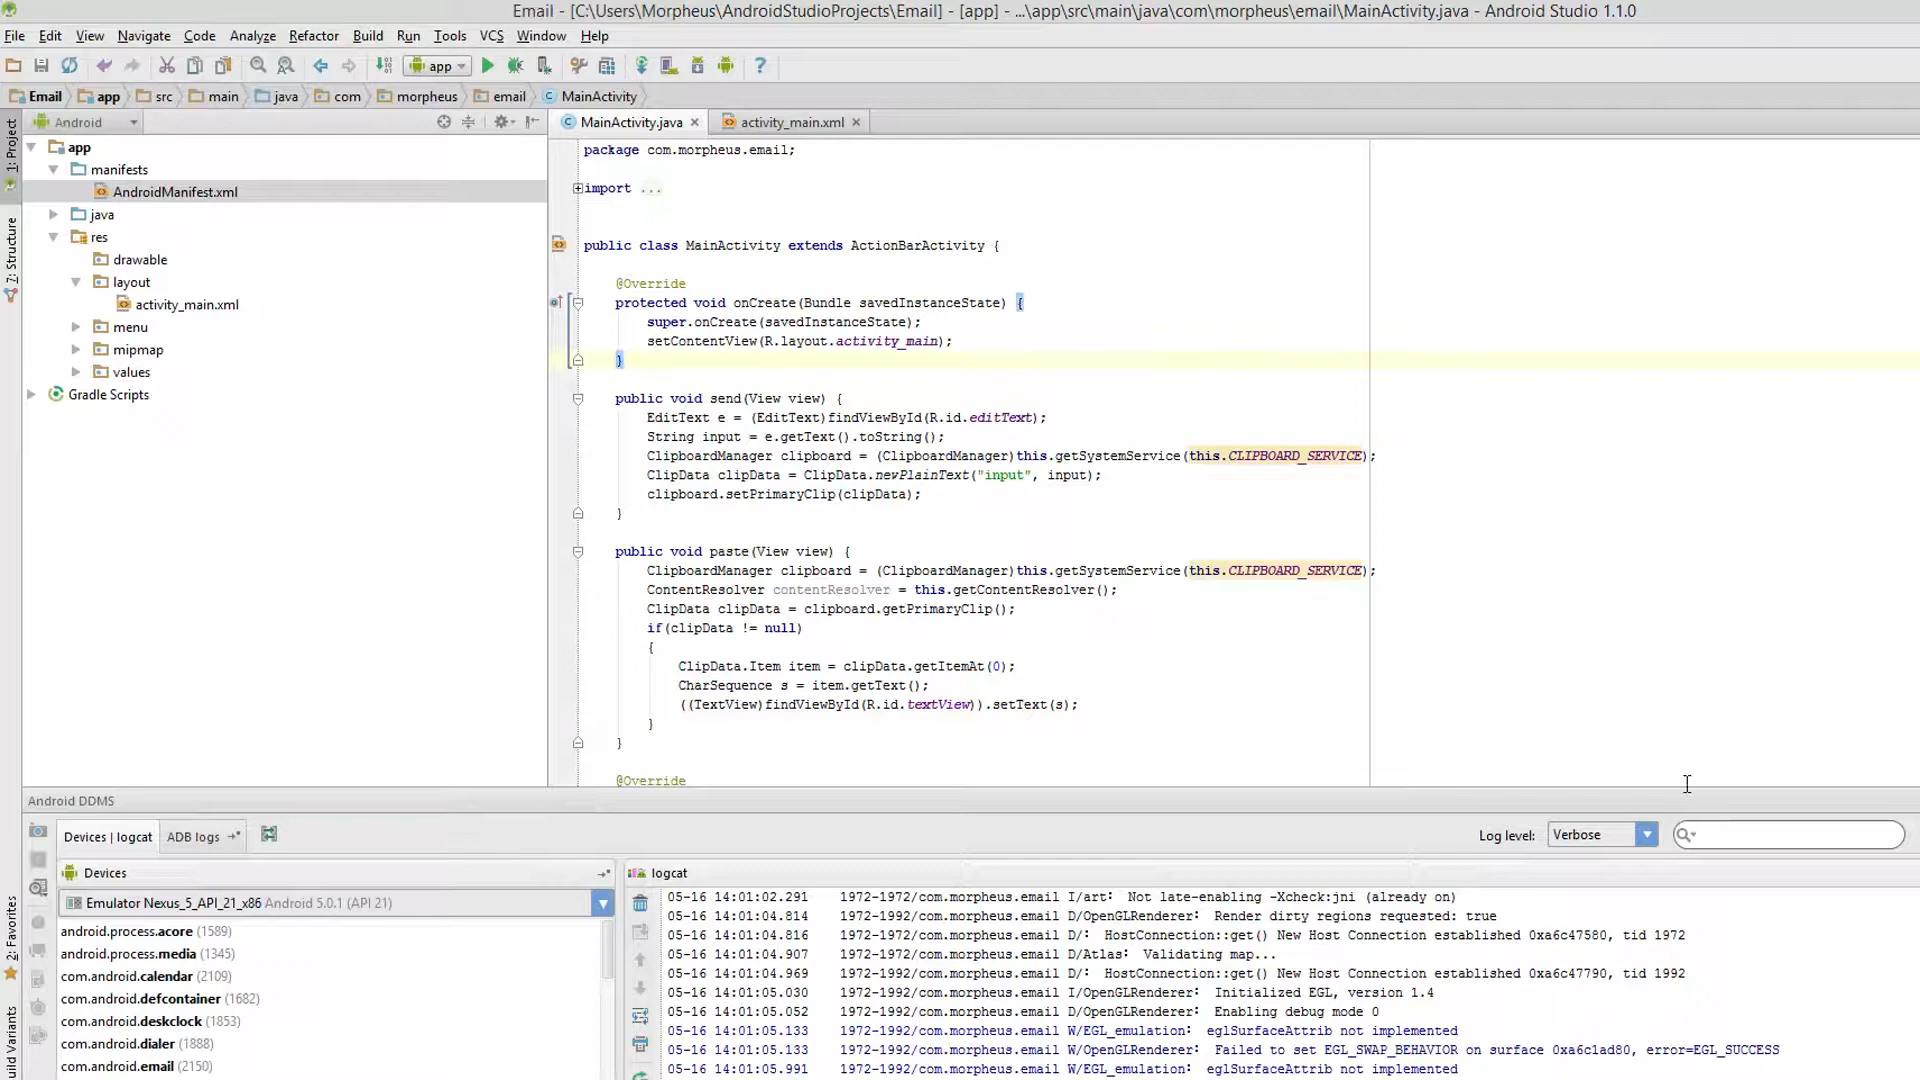 Email - [C:\Users\Morpheus\AndroidStudioProjects\Email] - [app] - ...\app\src\main\java\com\morpheus\email\MainActivity.java - Android Studio 1.1.0
File Edit View Navigate Code Analyze Refactor Build Run Tools VCS Window Help
app
Email app src main java com morpheus email MainActivity
1: Project
7: Structure
2: Favorites
uild Variants
Android
app
manifests
AndroidManifest.xml
java
res
drawable
layout
activity_main.xml
menu
mipmap
values
Gradle Scripts
MainActivity.java activity_main.xml
package com.morpheus.email;
import ...
public class MainActivity extends ActionBarActivity {
@Override
protected void onCreate(Bundle savedInstanceState) {
super.onCreate(savedInstanceState);
setContentView(R.layout.activity_main);
}
public void send(View view) {
EditText e = (EditText)findViewById(R.id.editText);
String input = e.getText().toString();
ClipboardManager clipboard = (ClipboardManager)this.getSystemService(this.CLIPBOARD_SERVICE);
ClipData clipData = ClipData.newPlainText("input", input);
clipboard.setPrimaryClip(clipData);
}
public void paste(View view) {
ClipboardManager clipboard = (ClipboardManager)this.getSystemService(this.CLIPBOARD_SERVICE);
ContentResolver contentResolver = this.getContentResolver();
ClipData clipData = clipboard.getPrimaryClip();
if(clipData != null)
{
ClipData.Item item = clipData.getItemAt(0);
CharSequence s = item.getText();
((TextView)findViewById(R.id.textView)).setText(s);
}
}
@Override
Android DDMS
Devices | logcat ADB logs
Log level: Verbose
Devices
Emulator Nexus_5_API_21_x86 Android 5.0.1 (API 21)
android.process.acore (1589)
android.process.media (1345)
com.android.calendar (2109)
com.android.defcontainer (1682)
com.android.deskclock (1853)
com.android.dialer (1888)
com.android.email (2150)
logcat
05-16 14:01:02.291 1972-1972/com.morpheus.email I/art: Not late-enabling -Xcheck:jni (already on)
05-16 14:01:04.814 1972-1992/com.morpheus.email D/OpenGLRenderer: Render dirty regions requested: true
05-16 14:01:04.816 1972-1972/com.morpheus.email D/: HostConnection::get() New Host Connection established 0xa6c47580, tid 1972
05-16 14:01:04.907 1972-1972/com.morpheus.email D/Atlas: Validating map...
05-16 14:01:04.969 1972-1992/com.morpheus.email D/: HostConnection::get() New Host Connection established 0xa6c47790, tid 1992
05-16 14:01:05.030 1972-1992/com.morpheus.email I/OpenGLRenderer: Initialized EGL, version 1.4
05-16 14:01:05.052 1972-1992/com.morpheus.email D/OpenGLRenderer: Enabling debug mode 0
05-16 14:01:05.133 1972-1992/com.morpheus.email W/EGL_emulation: eglSurfaceAttrib not implemented
05-16 14:01:05.133 1972-1992/com.morpheus.email W/OpenGLRenderer: Failed to set EGL_SWAP_BEHAVIOR on surface 0xa6c1ad80, error=EGL_SUCCESS
05-16 14:01:05.991 1972-1992/com.morpheus.email W/EGL_emulation: eglSurfaceAttrib not implemented